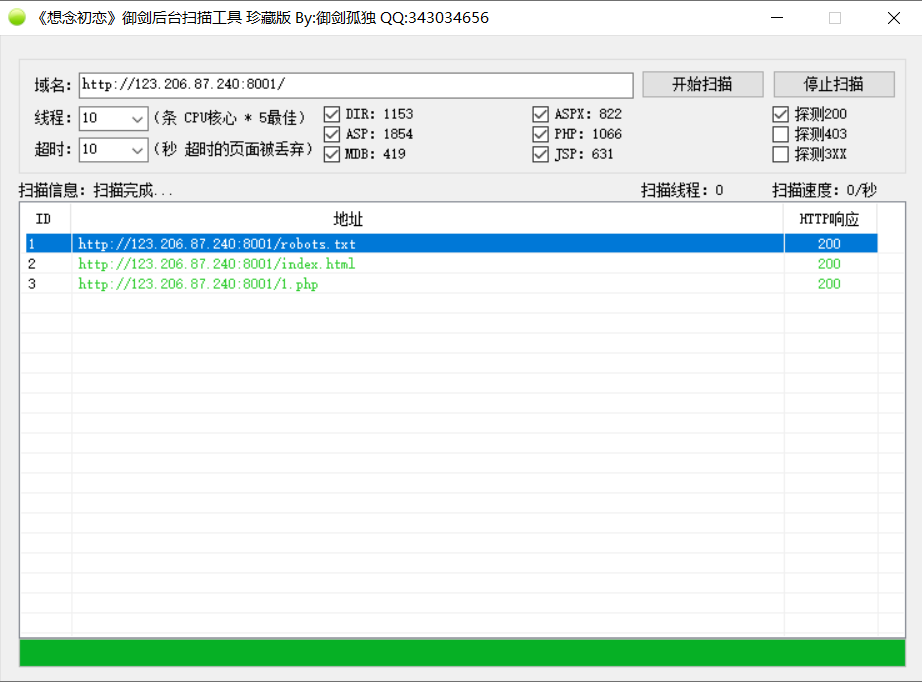 《想念初恋》御剑后台扫描工具 珍藏版 By:御剑孤独 QQ:343034656
域名: http://123.206.87.240:8001/ 开始扫描 停止扫描
线程: 10 (条 CPU核心 * 5最佳) DIR: 1153 ASPX: 822 探测200
ASP: 1854 PHP: 1066 探测403
超时: 10 (秒 超时的页面被丢弃) MDB: 419 JSP: 631 探测3XX
扫描信息: 扫描完成... 扫描线程: 0 扫描速度: 0/秒
ID 地址 HTTP响应
1 http://123.206.87.240:8001/robots.txt 200
2 http://123.206.87.240:8001/index.html 200
3 http://123.206.87.240:8001/1.php 200